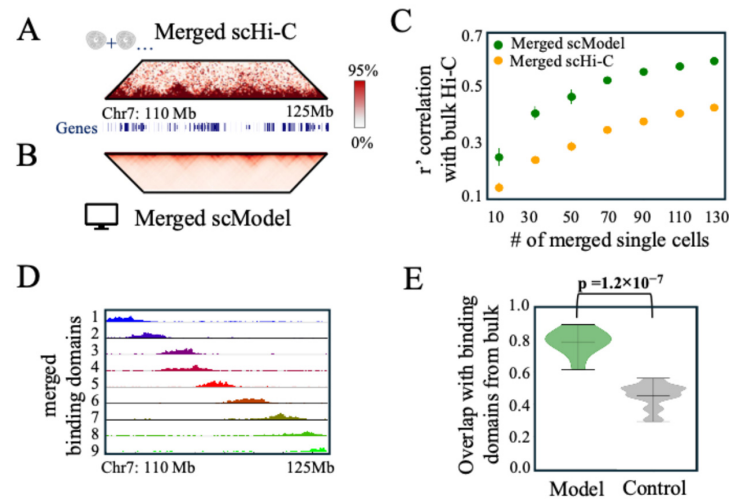 A
+ ...
Merged scHi-C
95%
0%
Chr7: 110 Mb
125Mb
Genes
B
Merged scModel
C
r’ correlation
with bulk Hi-C
0.7
0.5
0.3
0.1
Merged scModel
Merged scHi-C
10 30 50 70 90 110 130
# of merged single cells
D
merged
binding domains
1
2
3
4
5
6
7
8
9
Chr7: 110 Mb
125Mb
E
p =1.2×10⁻⁷
Overlap with binding
domains from bulk
1.0
0.8
0.6
0.4
0.2
0.0
Model
Control